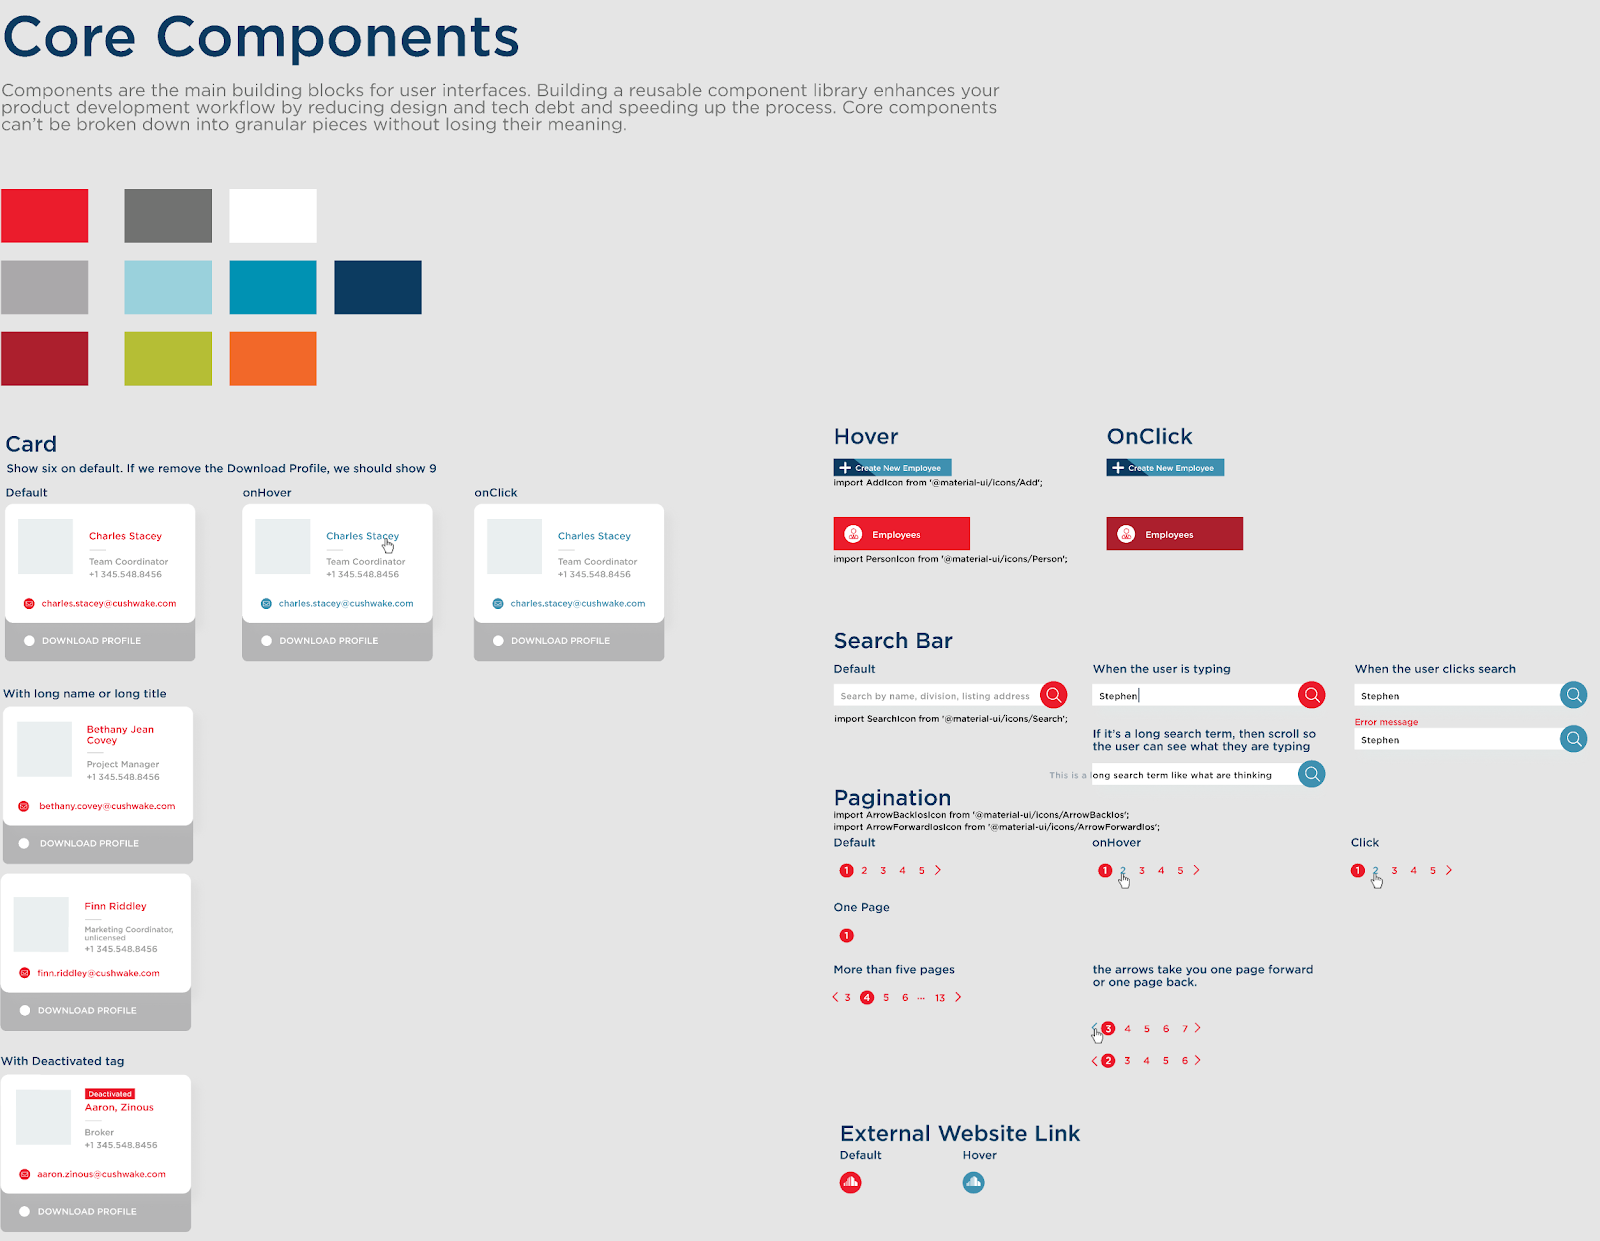 Core Components
Components are the main building blocks for user interfaces. Building a reusable component library enhances your
product development workflow by reducing design and tech debt and speeding up the process. Core components
can't be broken down into granular pieces without losing their meaning.
Card
Show six on default. If we remove the Download Profile, we should show 9
Default
Charles Stacey
Team Coordinator
+1 345.548.8456
charles.stacey@cushwake.com
DOWNLOAD PROFILE
onHover
Charles Stacey
Team Coordinator
+1 345.548.8456
charles.stacey@cushwake.com
DOWNLOAD PROFILE
onClick
Charles Stacey
Team Coordinator
+1 345.548.8456
charles.stacey@cushwake.com
DOWNLOAD PROFILE
With long name or long title
Bethany Jean
Covey
Project Manager
+1 345.548.8456
bethany.covey@cushwake.com
DOWNLOAD PROFILE
Finn Riddley
Marketing Coordinator,
unlicensed
+1 345.548.8456
finn.riddley@cushwake.com
DOWNLOAD PROFILE
With Deactivated tag
Deactivated
Aaron, Zinous
Broker
+1 345.548.8456
aaron.zinous@cushwake.com
DOWNLOAD PROFILE
Hover
Create New Employee
import AddIcon from '@material-ui/icons/Add';
Employees
import PersonIcon from '@material-ui/icons/Person';
OnClick
Create New Employee
Employees
Search Bar
Default
Search by name, division, listing address
import SearchIcon from '@material-ui/icons/Search';
When the user is typing
Stephen
If it's a long search term, then scroll so
the user can see what they are typing
This is a long search term like what are thinking
When the user clicks search
Stephen
Error message
Stephen
Pagination
import ArrowBackIosIcon from '@material-ui/icons/ArrowBackIos';
import ArrowForwardIosIcon from '@material-ui/icons/ArrowForwardIos';
Default
1 2 3 4 5 >
onHover
1 2 3 4 5 >
Click
1 2 3 4 5 >
One Page
1
More than five pages
< 3 4 5 6 ... 13 >
the arrows take you one page forward
or one page back.
< 3 4 5 6 7 >
< 2 3 4 5 6 >
External Website Link
Default
Hover